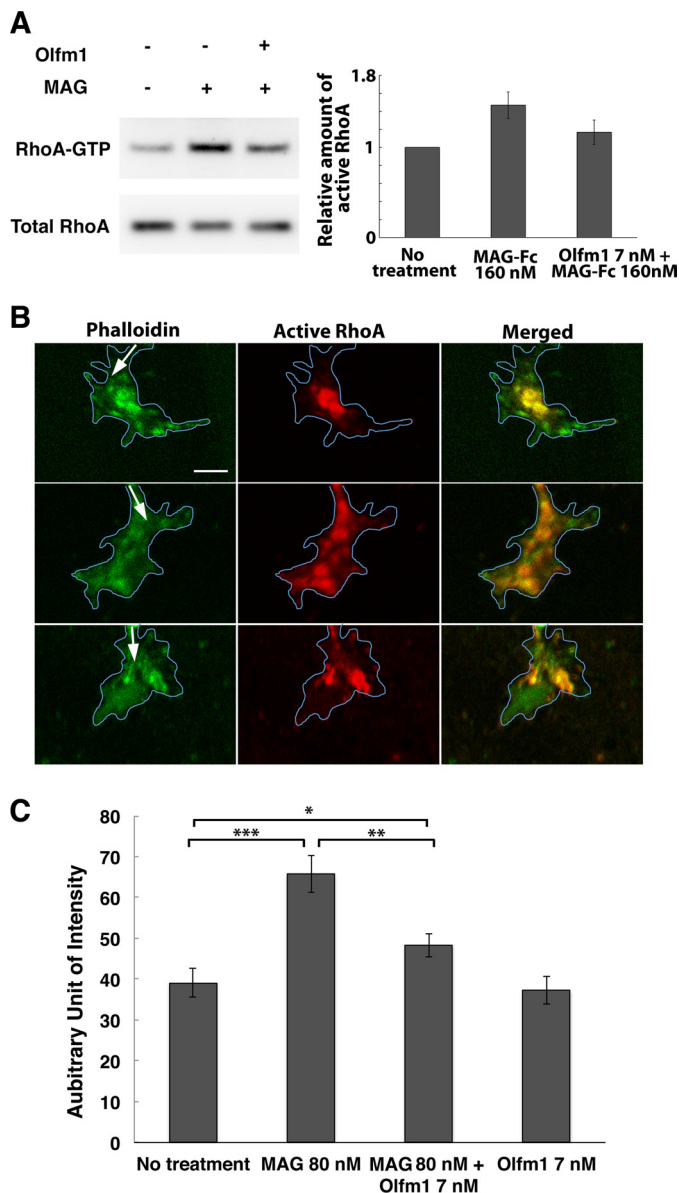 A
Olfm1 - - +
MAG - + +
RhoA-GTP
Total RhoA
Relative amount of
active RhoA
1.8
1
0
No
treatment
MAG-Fc
160 nM
Olfm1 7 nM +
MAG-Fc 160nM
B
Phalloidin Active RhoA Merged
C
Aubitrary Unit of Intensity
80
70
60
50
40
30
20
10
0
*
*** **
No treatment
MAG 80 nM
MAG 80 nM +
Olfm1 7 nM
Olfm1 7 nM